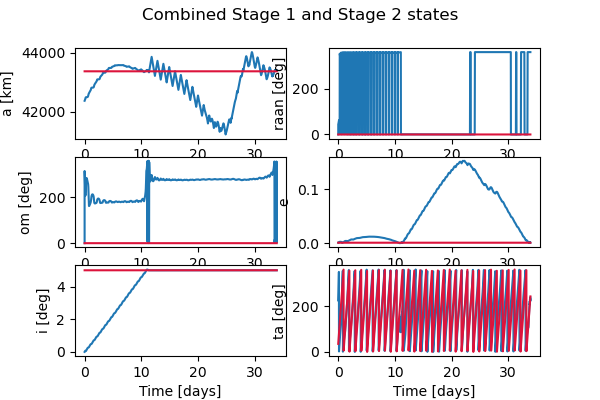 Combined Stage 1 and Stage 2 states
a [km]
44000
42000
0 10 20 30
raan [deg]
200
0
0 10 20 30
om [deg]
200
0
0 10 20 30
e
0.1
0.0
0 10 20 30
i [deg]
4
2
0
0 10 20 30
Time [days]
ta [deg]
200
0
0 10 20 30
Time [days]